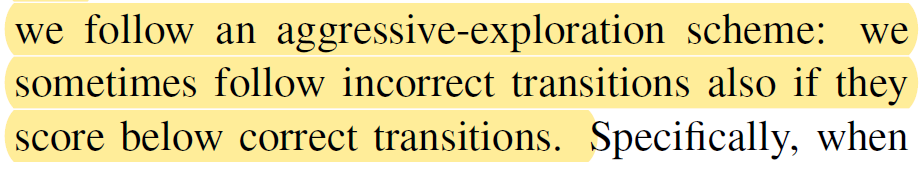 we follow an aggressive-exploration scheme: we
sometimes follow incorrect transitions also if they
score below correct transitions. Specifically, when